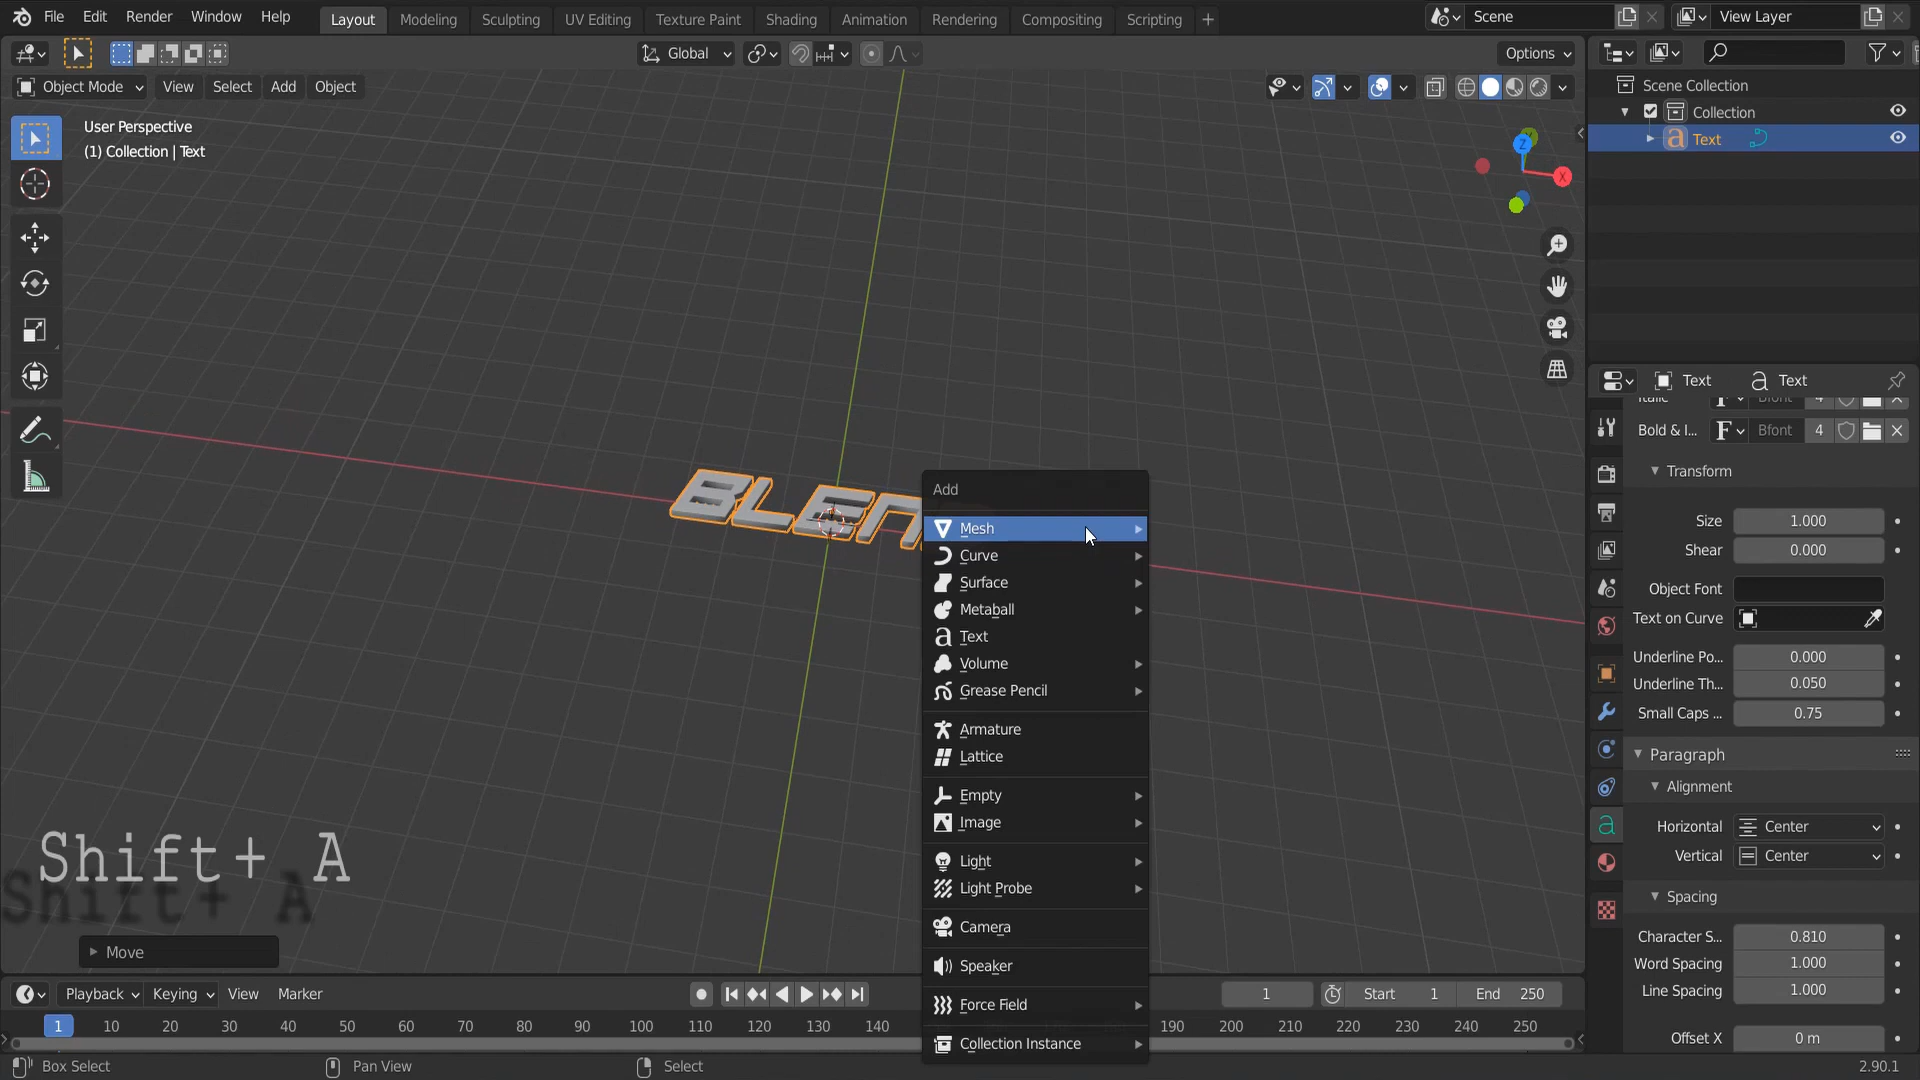 File Edit Render Window Help Layout Modeling Sculpting UV Editing Texture Paint Shading Animation Rendering Compositing Scripting + Scene View Layer
Global Options
Object Mode View Select Add Object
User Perspective
(1) Collection | Text
Z
X
Scene Collection
Collection
Text
Text Text
Bfont 4
Bold & I... Bfont 4
Transform
Size 1.000
Shear 0.000
Object Font
Text on Curve
Underline Po... 0.000
Underline Th... 0.050
Small Caps ... 0.75
Paragraph
Alignment
Horizontal Center
Vertical Center
Spacing
Character S... 0.810
Word Spacing 1.000
Line Spacing 1.000
Offset X 0 m
BLEN
Add
Mesh
Curve
Surface
Metaball
Text
Volume
Grease Pencil
Armature
Lattice
Empty
Image
Light
Light Probe
Camera
Speaker
Force Field
Collection Instance
Shift+ A
Shift+ A
Move
Playback Keying View Marker 1 Start 1 End 250
1 10 20 30 40 50 60 70 80 90 100 110 120 130 140 190 200 210 220 230 240 250
Box Select Pan View Select 2.90.1